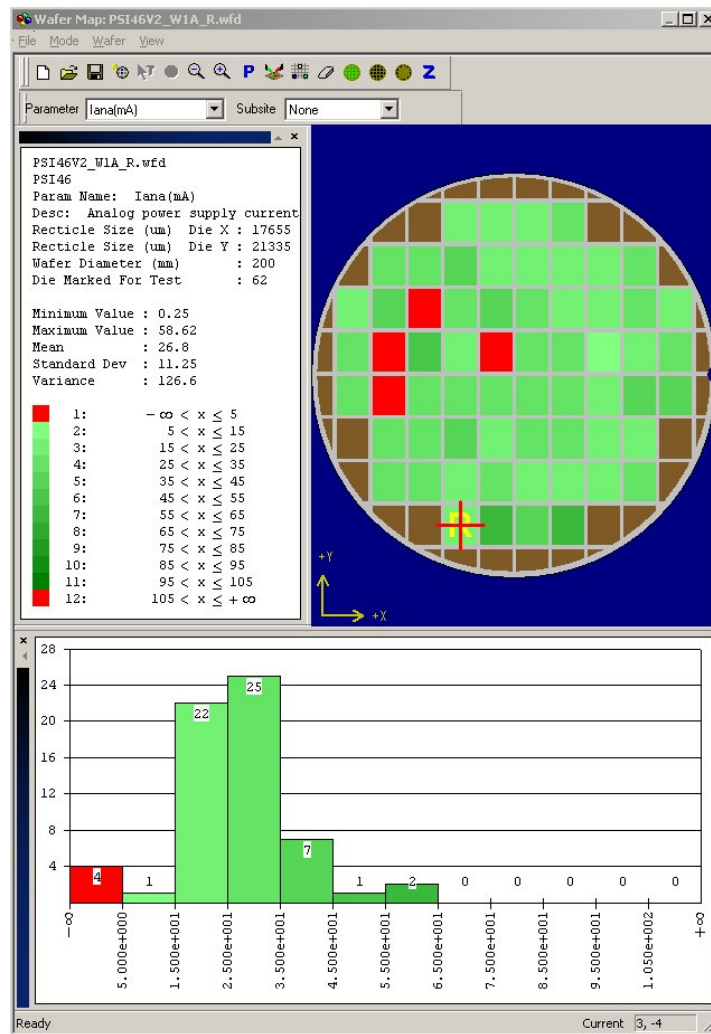 Wafer Map: PSI46V2_W1A_R.wfd
File Mode Wafer View
P Z
Parameter Iana(mA) Subsite None
PSI46V2_W1A_R.wfd
PSI46
Param Name: Iana(mA)
Desc: Analog power supply current
Recticle Size (um) Die X : 17655
Recticle Size (um) Die Y : 21335
Wafer Diameter (mm) : 200
Die Marked For Test : 62
Minimum Value : 0.25
Maximum Value : 58.62
Mean : 26.8
Standard Dev : 11.25
Variance : 126.6
1: -∞ < x ≤ 5
2: 5 < x ≤ 15
3: 15 < x ≤ 25
4: 25 < x ≤ 35
5: 35 < x ≤ 45
6: 45 < x ≤ 55
7: 55 < x ≤ 65
8: 65 < x ≤ 75
9: 75 < x ≤ 85
10: 85 < x ≤ 95
11: 95 < x ≤ 105
12: 105 < x ≤ +∞
R
+Y
+X
28
24
20
16
12
8
4
4 1 22 25 7 1 2 0 0 0 0 0
-∞
5.000e+000
1.500e+001
2.500e+001
3.500e+001
4.500e+001
5.500e+001
6.500e+001
7.500e+001
8.500e+001
9.500e+001
1.050e+002
+∞
Ready Current 3, -4